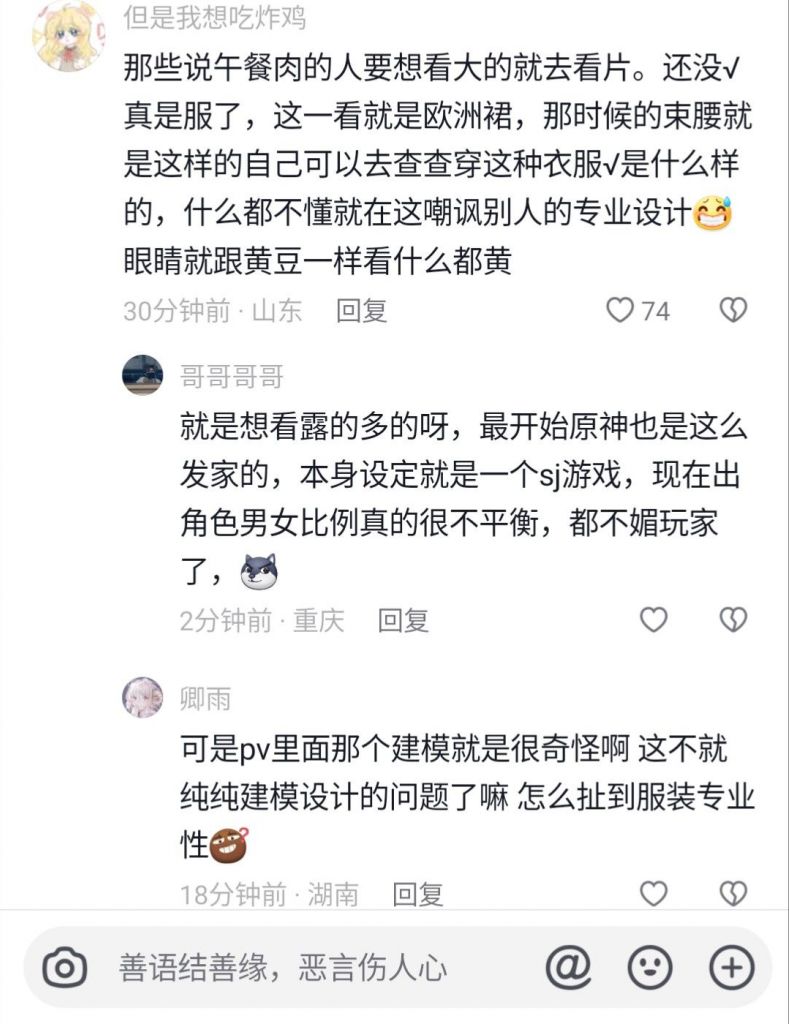 但是我想吃炸鸡
那些说午餐肉的人要想看大的就去看片。还没√
真是服了，这一看就是欧洲裙，那时候的束腰就
是这样的自己可以去查查穿这种衣服√是什么样
的，什么都不懂就在这嘲讽别人的专业设计😅
眼睛就跟黄豆一样看什么都黄
30分钟前 · 山东 回复 74
哥哥哥哥
就是想看露的多的呀，最开始原神也是这么
发家的，本身设定就是一个sj游戏，现在出
角色男女比例真的很不平衡，都不媚玩家
了，
2分钟前 · 重庆 回复
卿雨
可是pv里面那个建模就是很奇怪啊 这不就
纯纯建模设计的问题了嘛 怎么扯到服装专业
性
18分钟前 · 湖南 回复
善语结善缘，恶言伤人心